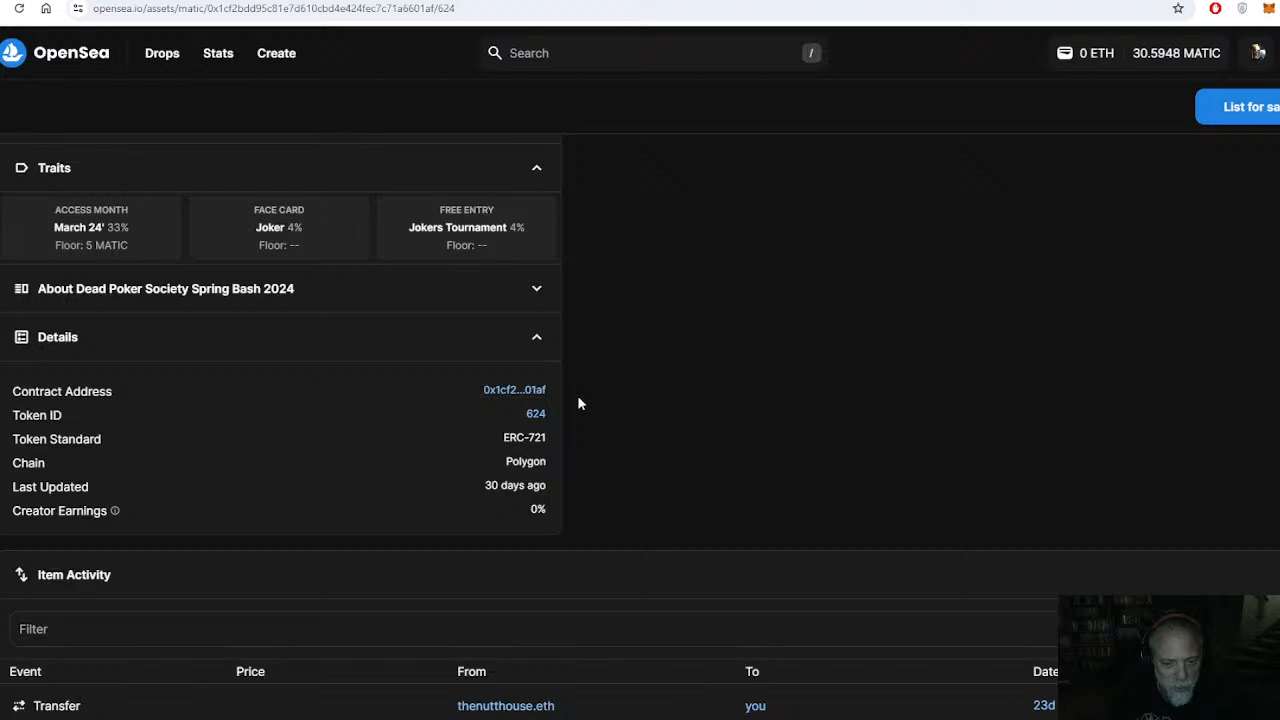 opensea.io/assets/matic/0x1cf2bdd95c81e7d610cbd4e424fec7c71a6601af/624
OpenSea Drops Stats Create Search / 0 ETH 30.5948 MATIC
List for sa
Traits
ACCESS MONTH FACE CARD FREE ENTRY
March 24' 33% Joker 4% Jokers Tournament 4%
Floor: 5 MATIC Floor: -- Floor: --
About Dead Poker Society Spring Bash 2024
Details
Contract Address 0x1cf2...01af
Token ID 624
Token Standard ERC-721
Chain Polygon
Last Updated 30 days ago
Creator Earnings 0%
Item Activity
Filter
Event Price From To Date
Transfer thenutthouse.eth you 23d